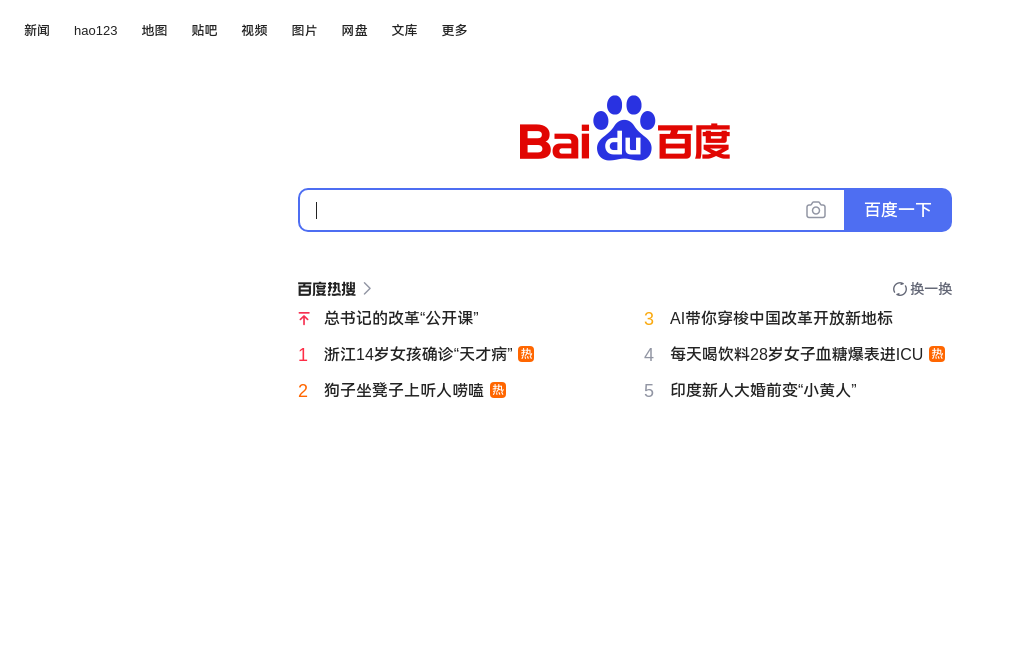 新闻 hao123 地图 贴吧 视频 图片 网盘 文库 更多
Bai du 百度
百度一下
百度热搜 换一换
总书记的改革“公开课”
1 浙江14岁女孩确诊“天才病” 热
2 狗子坐凳子上听人唠嗑 热
3 AI带你穿梭中国改革开放新地标
4 每天喝饮料28岁女子血糖爆表进ICU 热
5 印度新人大婚前变“小黄人”